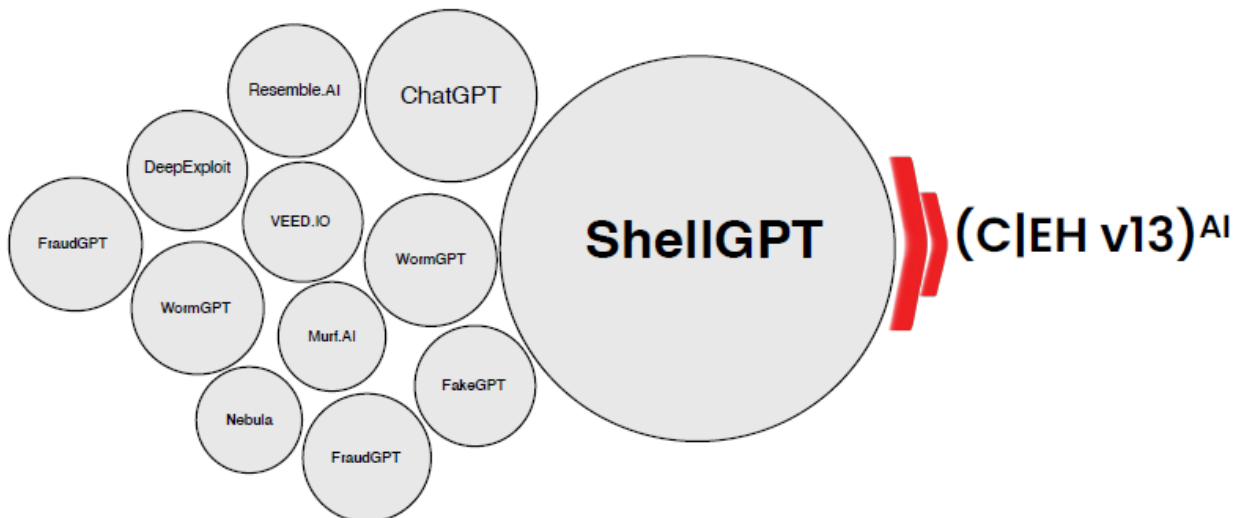 Resemble.AI
ChatGPT
DeepExploit
VEED.IO
FraudGPT
WormGPT
ShellGPT
(C|EH v13)AI
WormGPT
Murf.AI
FakeGPT
Nebula
FraudGPT